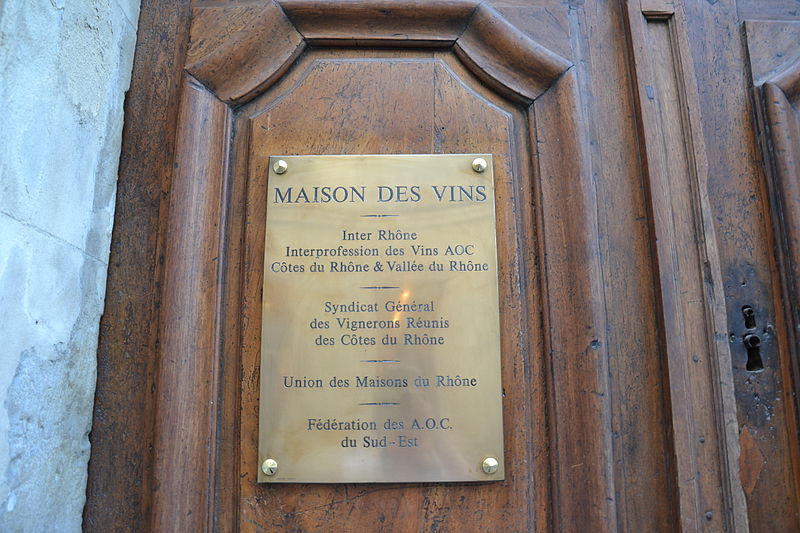 MAISON DES VINS
Inter Rhône
Interprofession des Vins AOC
Côtes du Rhône & Vallée du Rhône
Syndicat Général
des Vignerons Réunis
des Côtes du Rhône
Union des Maisons du Rhône
Fédération des A.O.C.
du Sud-Est